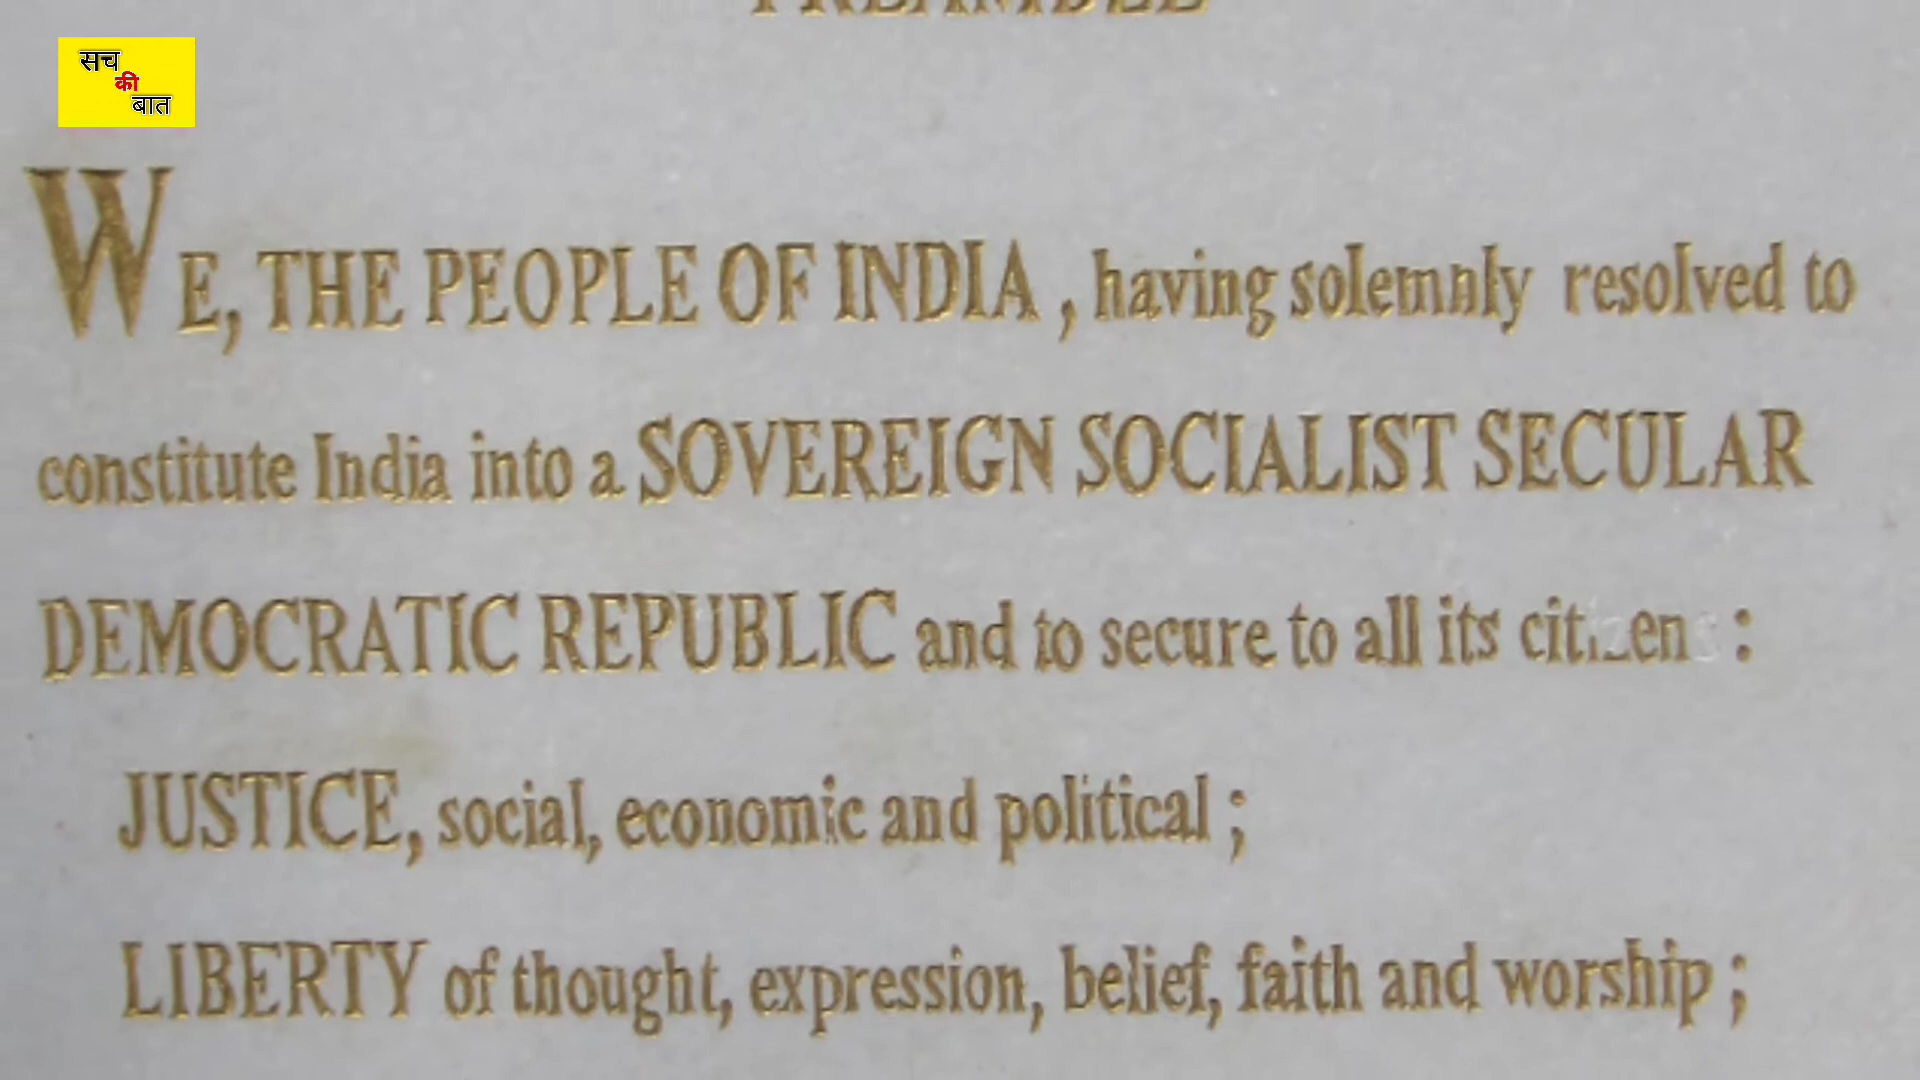 PREAMBLE
सच
की
बात
WE, THE PEOPLE OF INDIA , having solemnly resolved to
constitute India into a SOVEREIGN SOCIALIST SECULAR
DEMOCRATIC REPUBLIC and to secure to all its citizens :
JUSTICE, social, economic and political ;
LIBERTY of thought, expression, belief, faith and worship ;